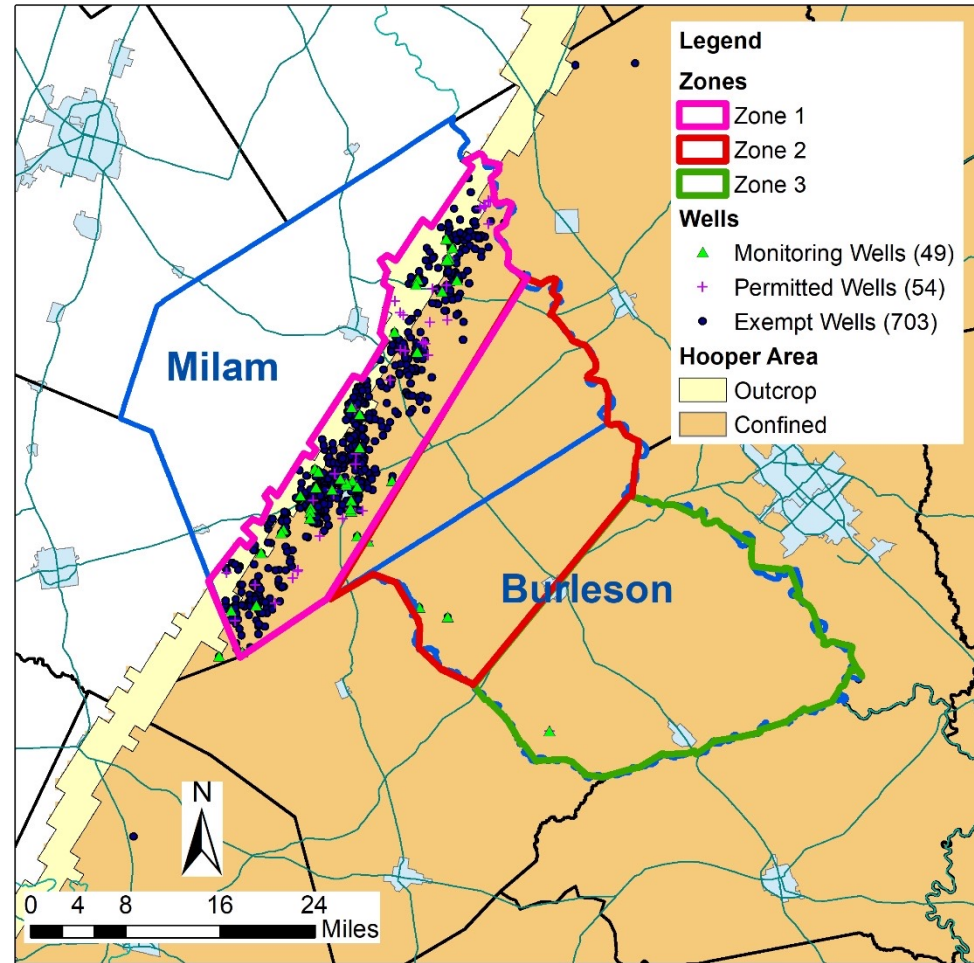 Legend
Zones
Zone 1
Zone 2
Zone 3
Wells
Monitoring Wells (49)
Permitted Wells (54)
Exempt Wells (703)
Hooper Area
Outcrop
Confined
Milam
Burleson
N
0 4 8 16 24
Miles